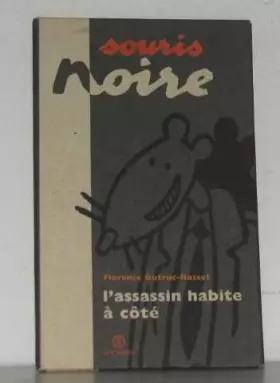 souris
noire
Florence Dutruc-Rosset
l'assassin habite
à côté